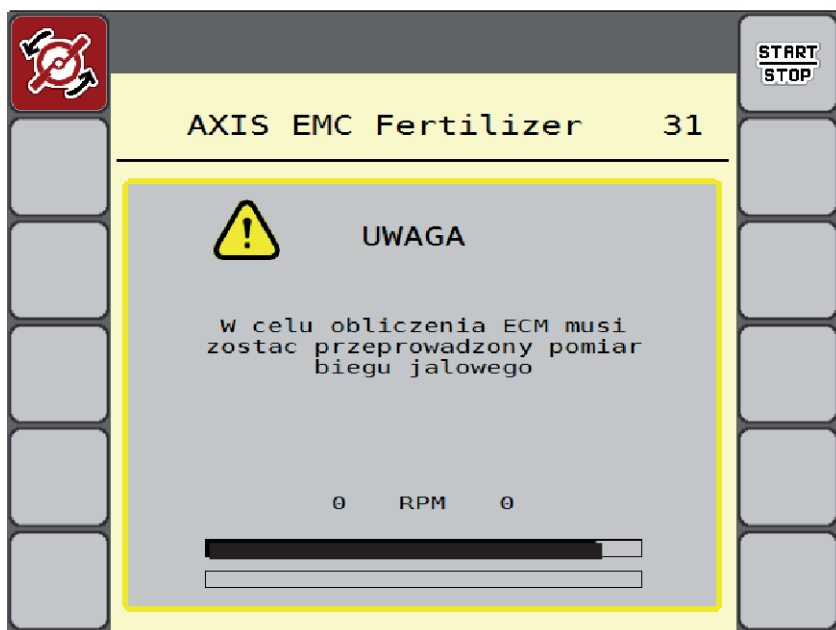 START
STOP
AXIS EMC Fertilizer 31
UWAGA
W celu obliczenia ECM musi
zostac przeprowadzony pomiar
biegu jalowego
0 RPM 0